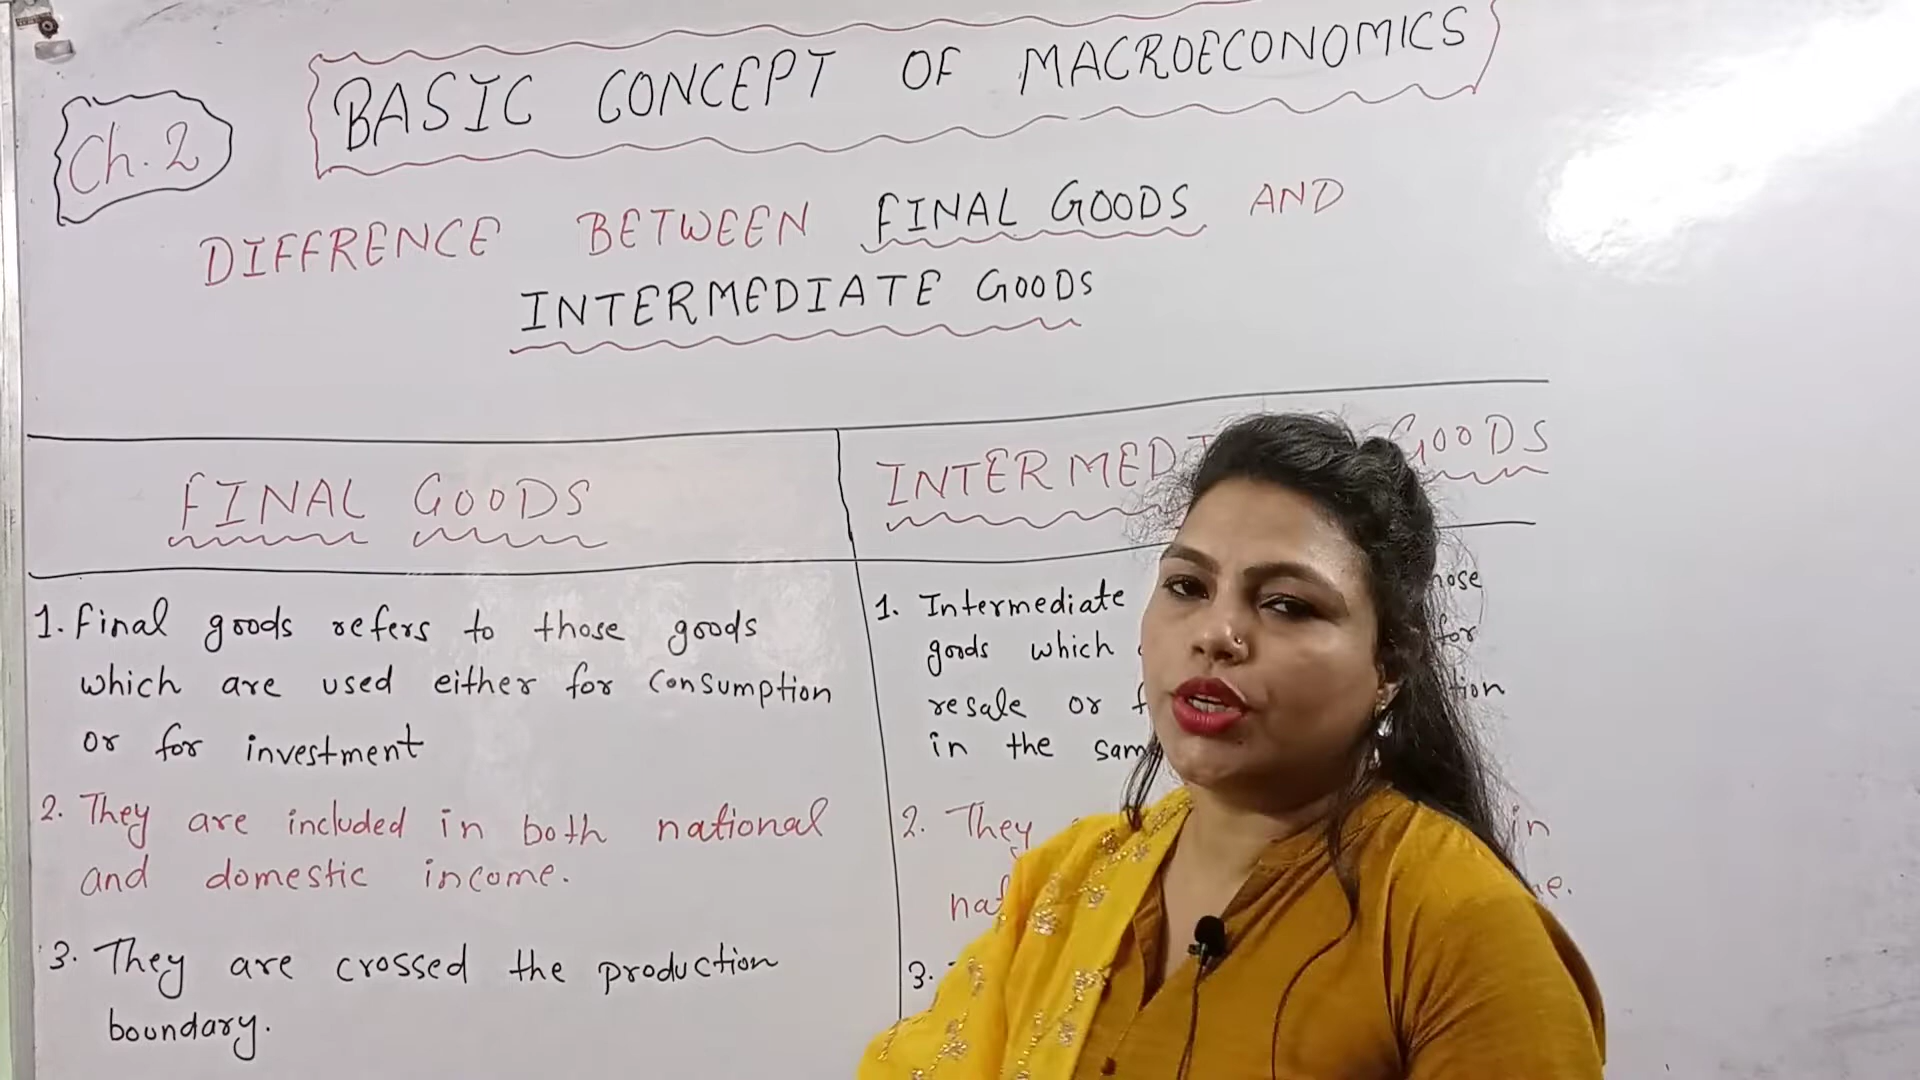 BASIC CONCEPT OF MACROECONOMICS
Ch. 2
DIFFRENCE BETWEEN FINAL GOODS AND
INTERMEDIATE GOODS
FINAL GOODS
1. Final goods refers to those goods
which are used either for consumption
or for investment
2. They are included in both national
and domestic income.
3. They are crossed the production
boundary.
GOODS
1. Intermediate
goods which for
resale or
in the
2. They in
3.